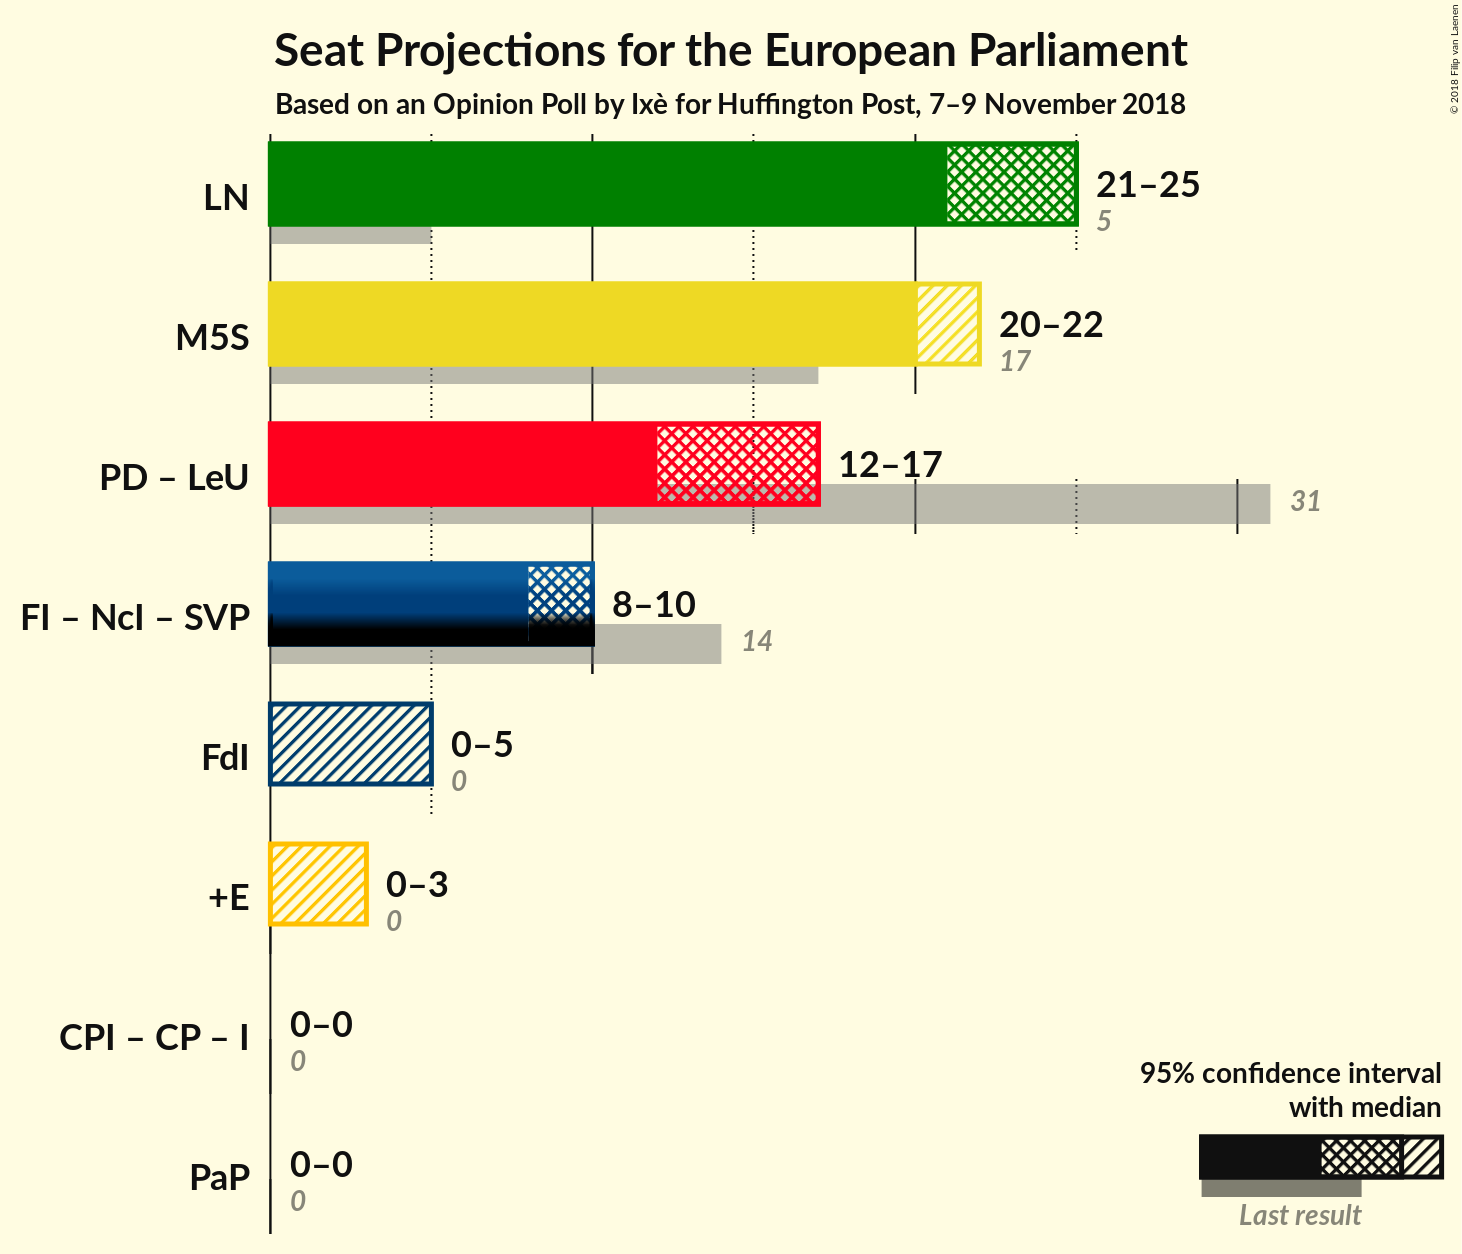 Seat Projections for the European Parliament
Based on an Opinion Poll by Ixè for Huffington Post, 7–9 November 2018
© 2018 Filip van Laenen
LN
21–25
5
M5S
20–22
17
PD – LeU
12–17
31
FI – NcI – SVP
8–10
14
FdI
0–5
0
+E
0–3
0
CPI – CP – I
0–0
0
PaP
0–0
0
95% confidence interval
with median
Last result